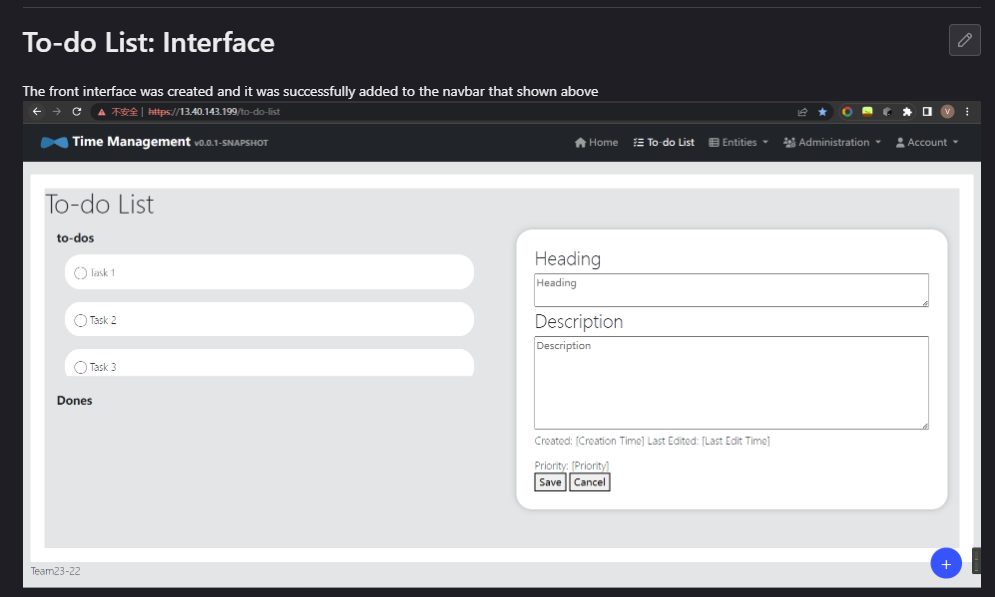 To-do List: Interface
The front interface was created and it was successfully added to the navbar that shown above
不安全 | https://13.40.143.199/to-do-list
V
Time Management v0.0.1-SNAPSHOT Home To-do List Entities Administration Account
To-do List
to-dos
Task 1
Task 2
Task 3
Dones
Heading
Heading
Description
Description
Created: [Creation Time] Last Edited: [Last Edit Time]
Priority: [Priority]
Save Cancel
+
Team23-22